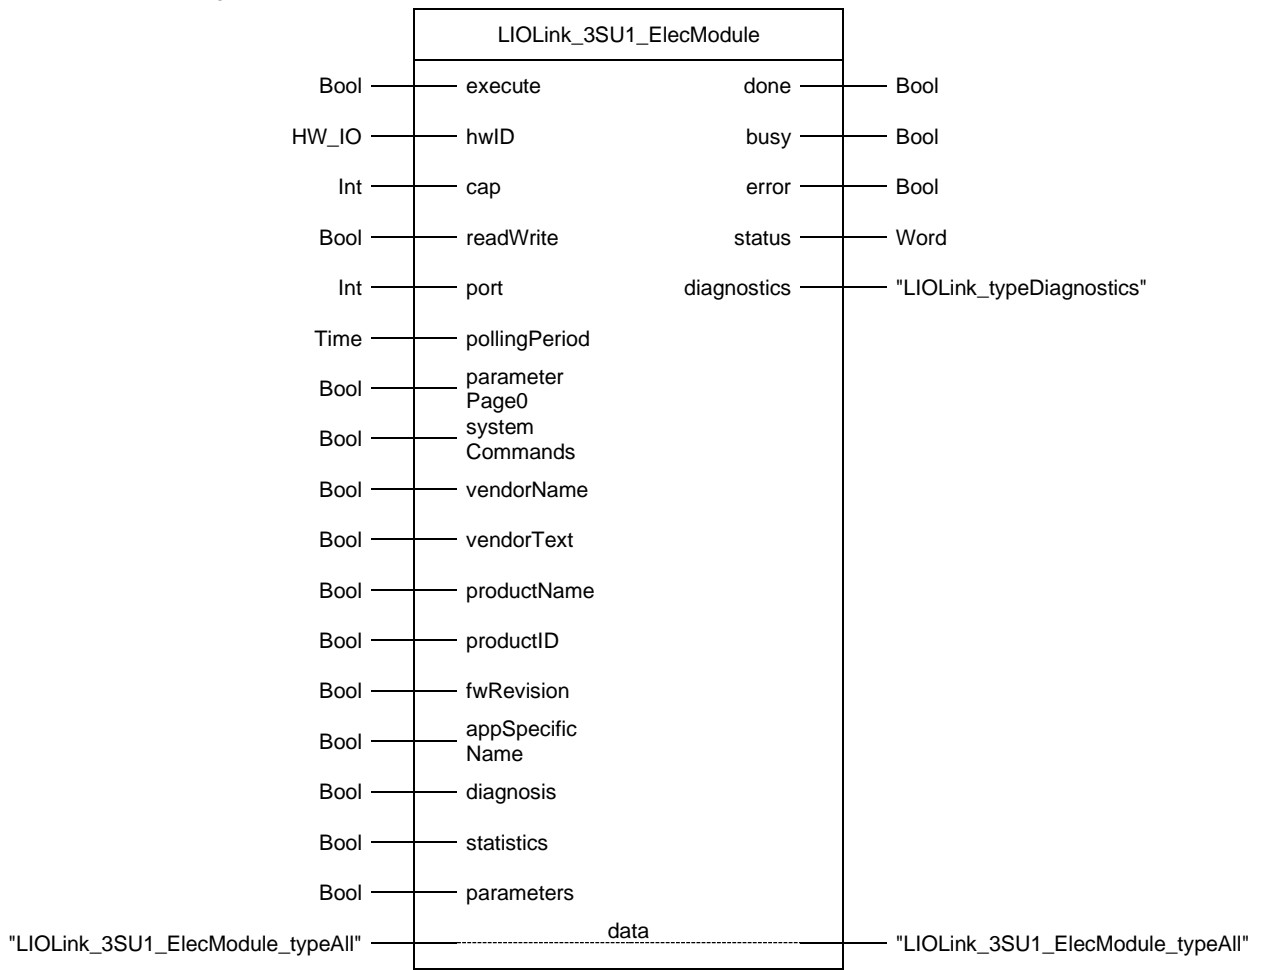 LIOLink_3SU1_ElecModule
Bool execute done Bool
HW_IO hwID busy Bool
Int cap error Bool
Bool readWrite status Word
Int port diagnostics "LIOLink_typeDiagnostics"
Time pollingPeriod
Bool parameter
Page0
Bool system
Commands
Bool vendorName
Bool vendorText
Bool productName
Bool productID
Bool fwRevision
Bool appSpecific
Name
Bool diagnosis
Bool statistics
Bool parameters
"LIOLink_3SU1_ElecModule_typeAll" data "LIOLink_3SU1_ElecModule_typeAll"